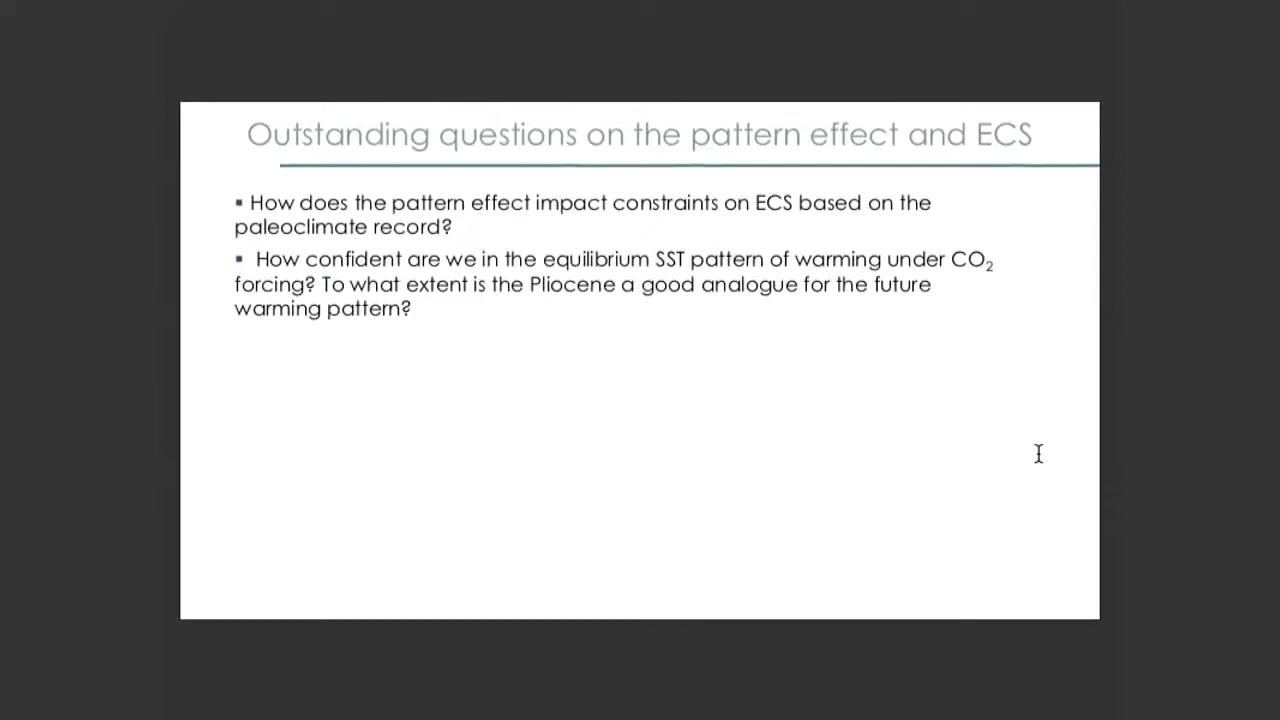 Outstanding questions on the pattern effect and ECS
▪ How does the pattern effect impact constraints on ECS based on the
paleoclimate record?
▪ How confident are we in the equilibrium SST pattern of warming under CO₂
forcing? To what extent is the Pliocene a good analogue for the future
warming pattern?